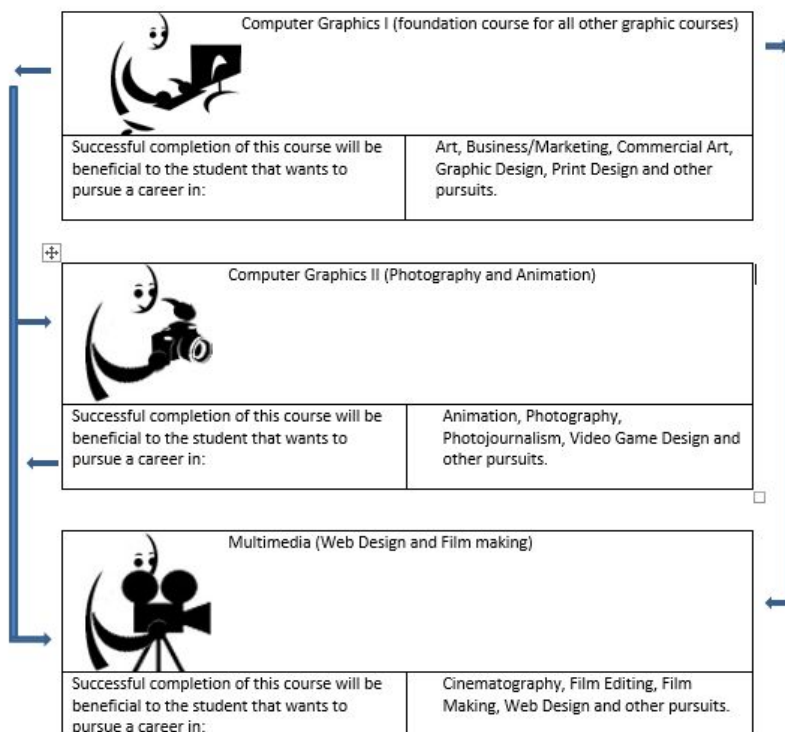 Computer Graphics I (foundation course for all other graphic courses)
Successful completion of this course will be
beneficial to the student that wants to
pursue a career in:
Art, Business/Marketing, Commercial Art,
Graphic Design, Print Design and other
pursuits.
Computer Graphics II (Photography and Animation)
Successful completion of this course will be
beneficial to the student that wants to
pursue a career in:
Animation, Photography,
Photojournalism, Video Game Design and
other pursuits.
Multimedia (Web Design and Film making)
Successful completion of this course will be
beneficial to the student that wants to
pursue a career in:
Cinematography, Film Editing, Film
Making, Web Design and other pursuits.